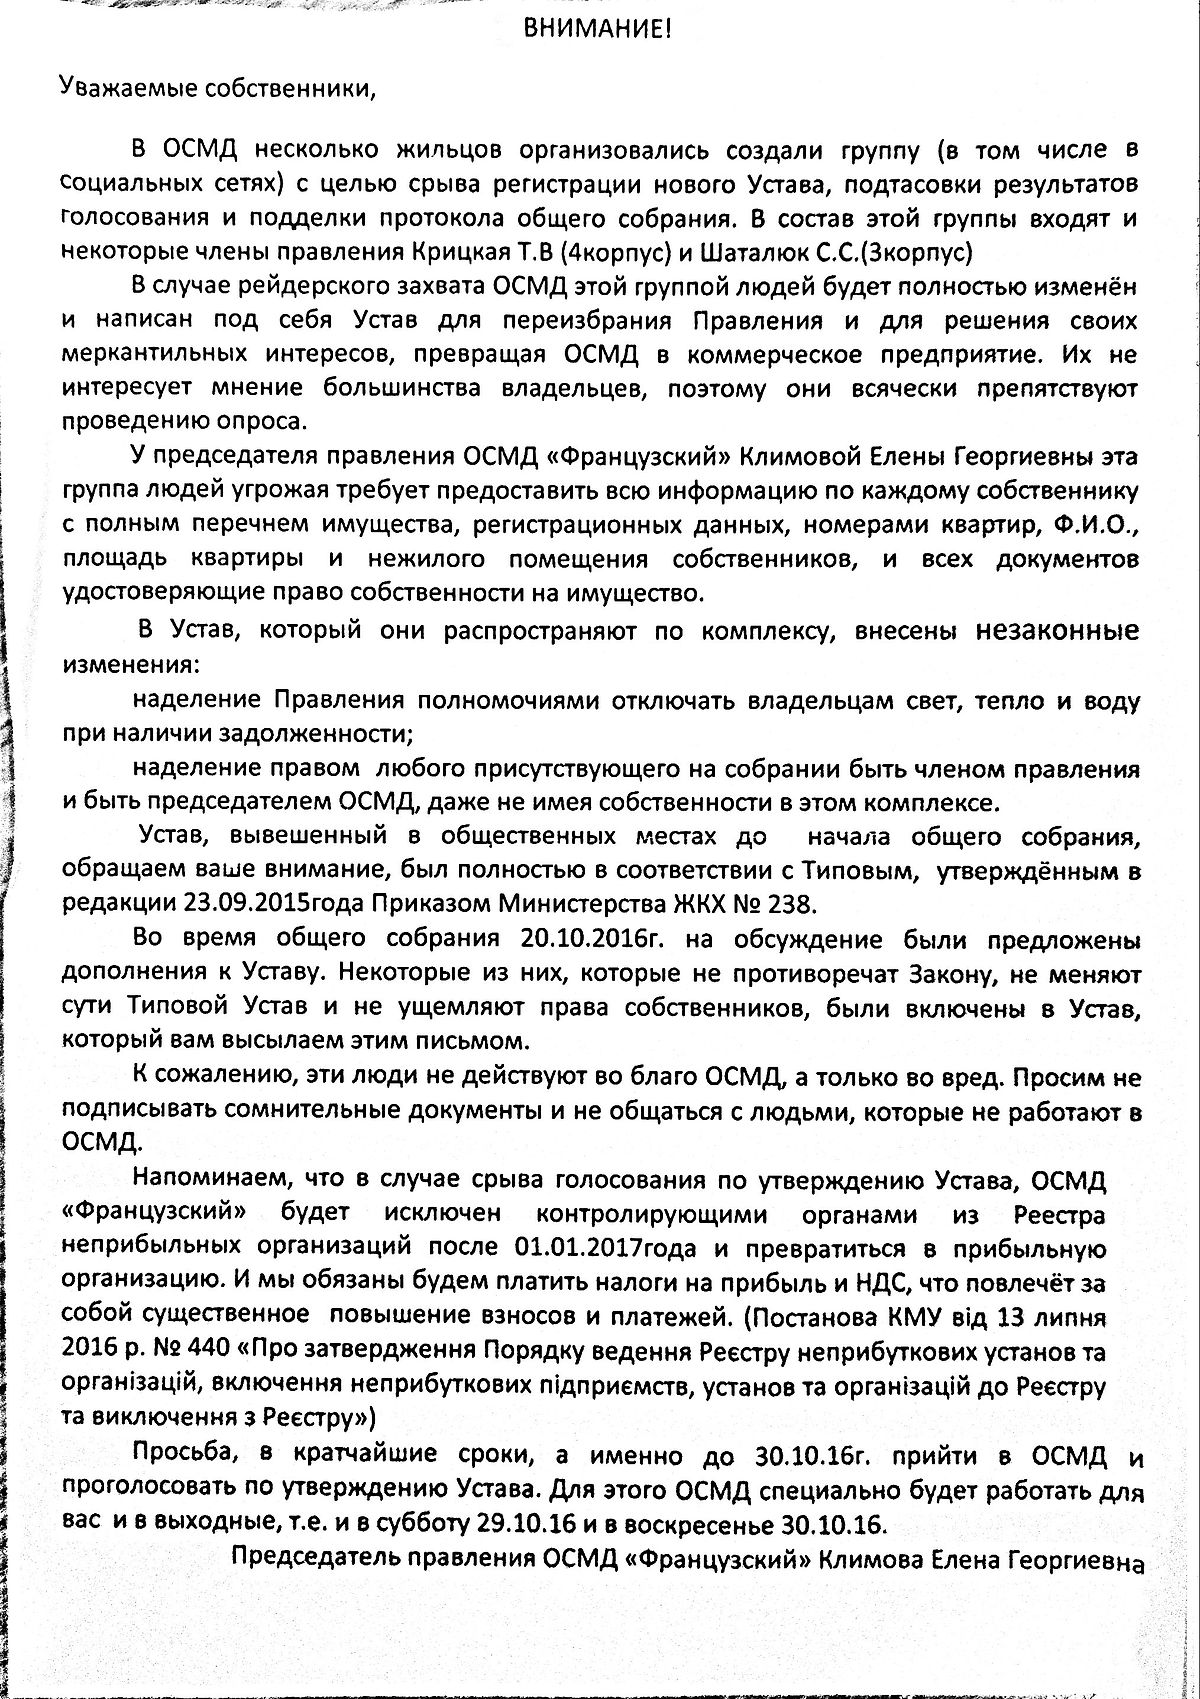 ВНИМАНИЕ!
Уважаемые собственники,
В ОСМД несколько жильцов организовались создали группу (в том числе в
социальных сетях) с целью срыва регистрации нового Устава, подтасовки результатов
голосования и подделки протокола общего собрания. В состав этой группы входят и
некоторые члены правления Крицкая Т.В (4корпус) и Шаталюк С.С.(3корпус)
В случае рейдерского захвата ОСМД этой группой людей будет полностью изменён
и написан под себя Устав для переизбрания Правления и для решения своих
меркантильных интересов, превращая ОСМД в коммерческое предприятие. Их не
интересует мнение большинства владельцев, поэтому они всячески препятствуют
проведению опроса.
У председателя правления ОСМД «Французский» Климовой Елены Георгиевны эта
группа людей угрожая требует предоставить всю информацию по каждому собственнику
с полным перечнем имущества, регистрационных данных, номерами квартир, Ф.И.О.,
площадь квартиры и нежилого помещения собственников, и всех документов
удостоверяющие право собственности на имущество.
В Устав, который они распространяют по комплексу, внесены незаконные
изменения:
наделение Правления полномочиями отключать владельцам свет, тепло и воду
при наличии задолженности;
наделение правом любого присутствующего на собрании быть членом правления
и быть председателем ОСМД, даже не имея собственности в этом комплексе.
Устав, вывешенный в общественных местах до начала общего собрания,
обращаем ваше внимание, был полностью в соответствии с Типовым, утверждённым в
редакции 23.09.2015года Приказом Министерства ЖКХ № 238.
Во время общего собрания 20.10.2016г. на обсуждение были предложены
дополнения к Уставу. Некоторые из них, которые не противоречат Закону, не меняют
сути Типовой Устав и не ущемляют права собственников, были включены в Устав,
который вам высылаем этим письмом.
К сожалению, эти люди не действуют во благо ОСМД, а только во вред. Просим не
подписывать сомнительные документы и не общаться с людьми, которые не работают в
ОСМД.
Напоминаем, что в случае срыва голосования по утверждению Устава, ОСМД
«Французский» будет исключен контролирующими органами из Реестра
неприбыльных организаций после 01.01.2017года и превратиться в прибыльную
организацию. И мы обязаны будем платить налоги на прибыль и НДС, что повлечёт за
собой существенное повышение взносов и платежей. (Постанова КМУ від 13 липня
2016 р. № 440 «Про затвердження Порядку ведення Реєстру неприбуткових установ та
організацій, включення неприбуткових підприємств, установ та організацій до Реєстру
та виключення з Реєстру»)
Просьба, в кратчайшие сроки, а именно до 30.10.16г. прийти в ОСМД и
проголосовать по утверждению Устава. Для этого ОСМД специально будет работать для
вас и в выходные, т.е. и в субботу 29.10.16 и в воскресенье 30.10.16.
Председатель правления ОСМД «Французский» Климова Елена Георгиевна